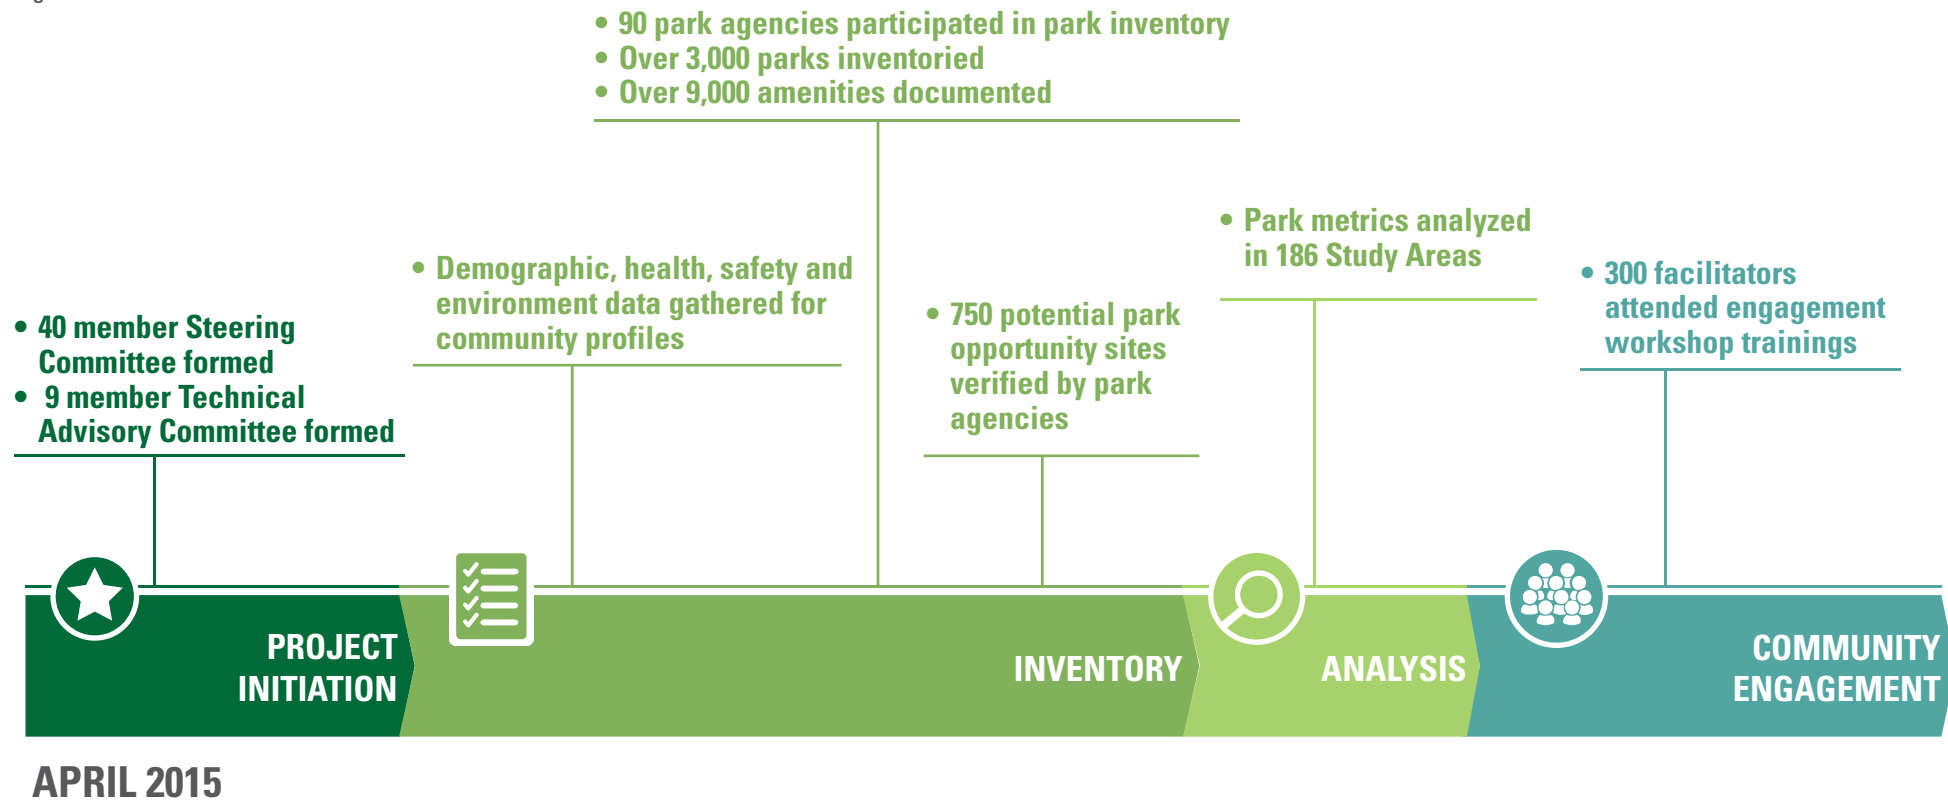 • 90 park agencies participated in park inventory
• Over 3,000 parks inventoried
• Over 9,000 amenities documented
• Park metrics analyzed
in 186 Study Areas
• Demographic, health, safety and
environment data gathered for
community profiles
• 300 facilitators
attended engagement
workshop trainings
• 750 potential park
opportunity sites
verified by park
agencies
• 40 member Steering
Committee formed
• 9 member Technical
Advisory Committee formed
PROJECT
INITIATION
INVENTORY
ANALYSIS
COMMUNITY
ENGAGEMENT
APRIL 2015